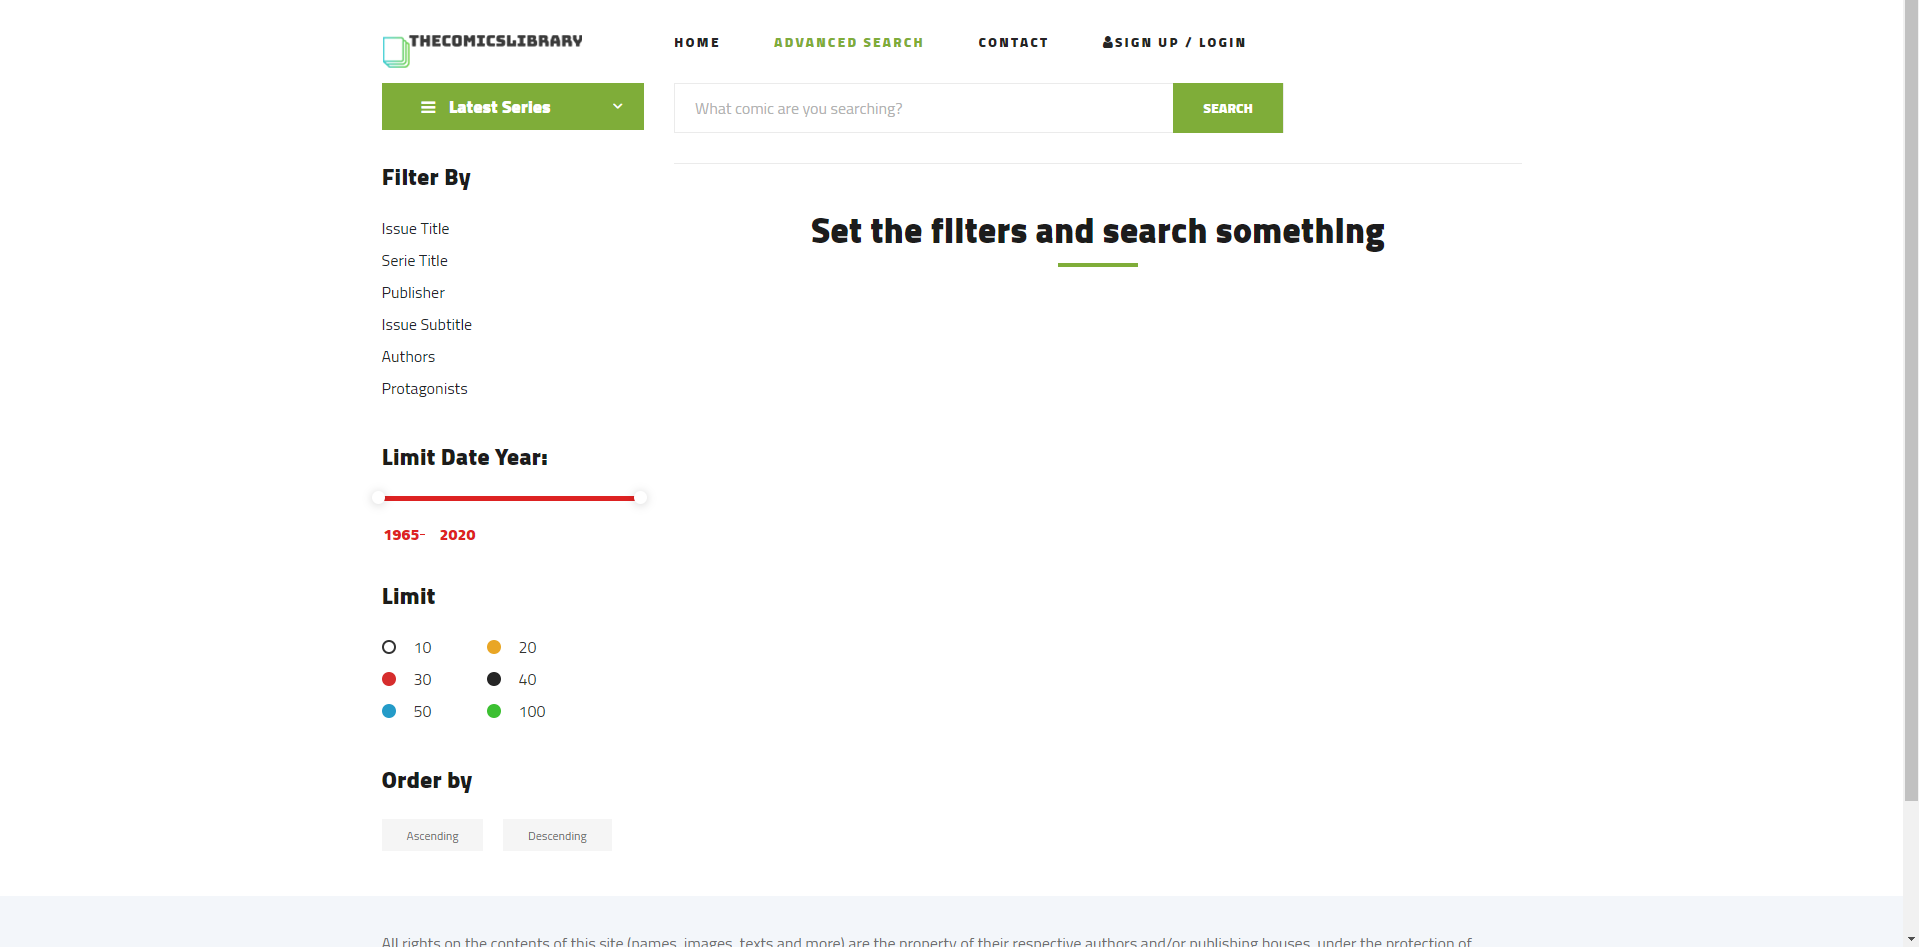 THECOMICSLIBRARY
HOME
ADVANCED SEARCH
CONTACT
SIGN UP / LOGIN
Latest Series
What comic are you searching?
SEARCH
Filter By
Issue Title
Serie Title
Publisher
Issue Subtitle
Authors
Protagonists
Set the filters and search something
Limit Date Year:
1965- 2020
Limit
10 20
30 40
50 100
Order by
Ascending Descending
All rights on the contents of this site (names, images, texts and more) are the property of their respective authors and/or publishing houses, under the protection of